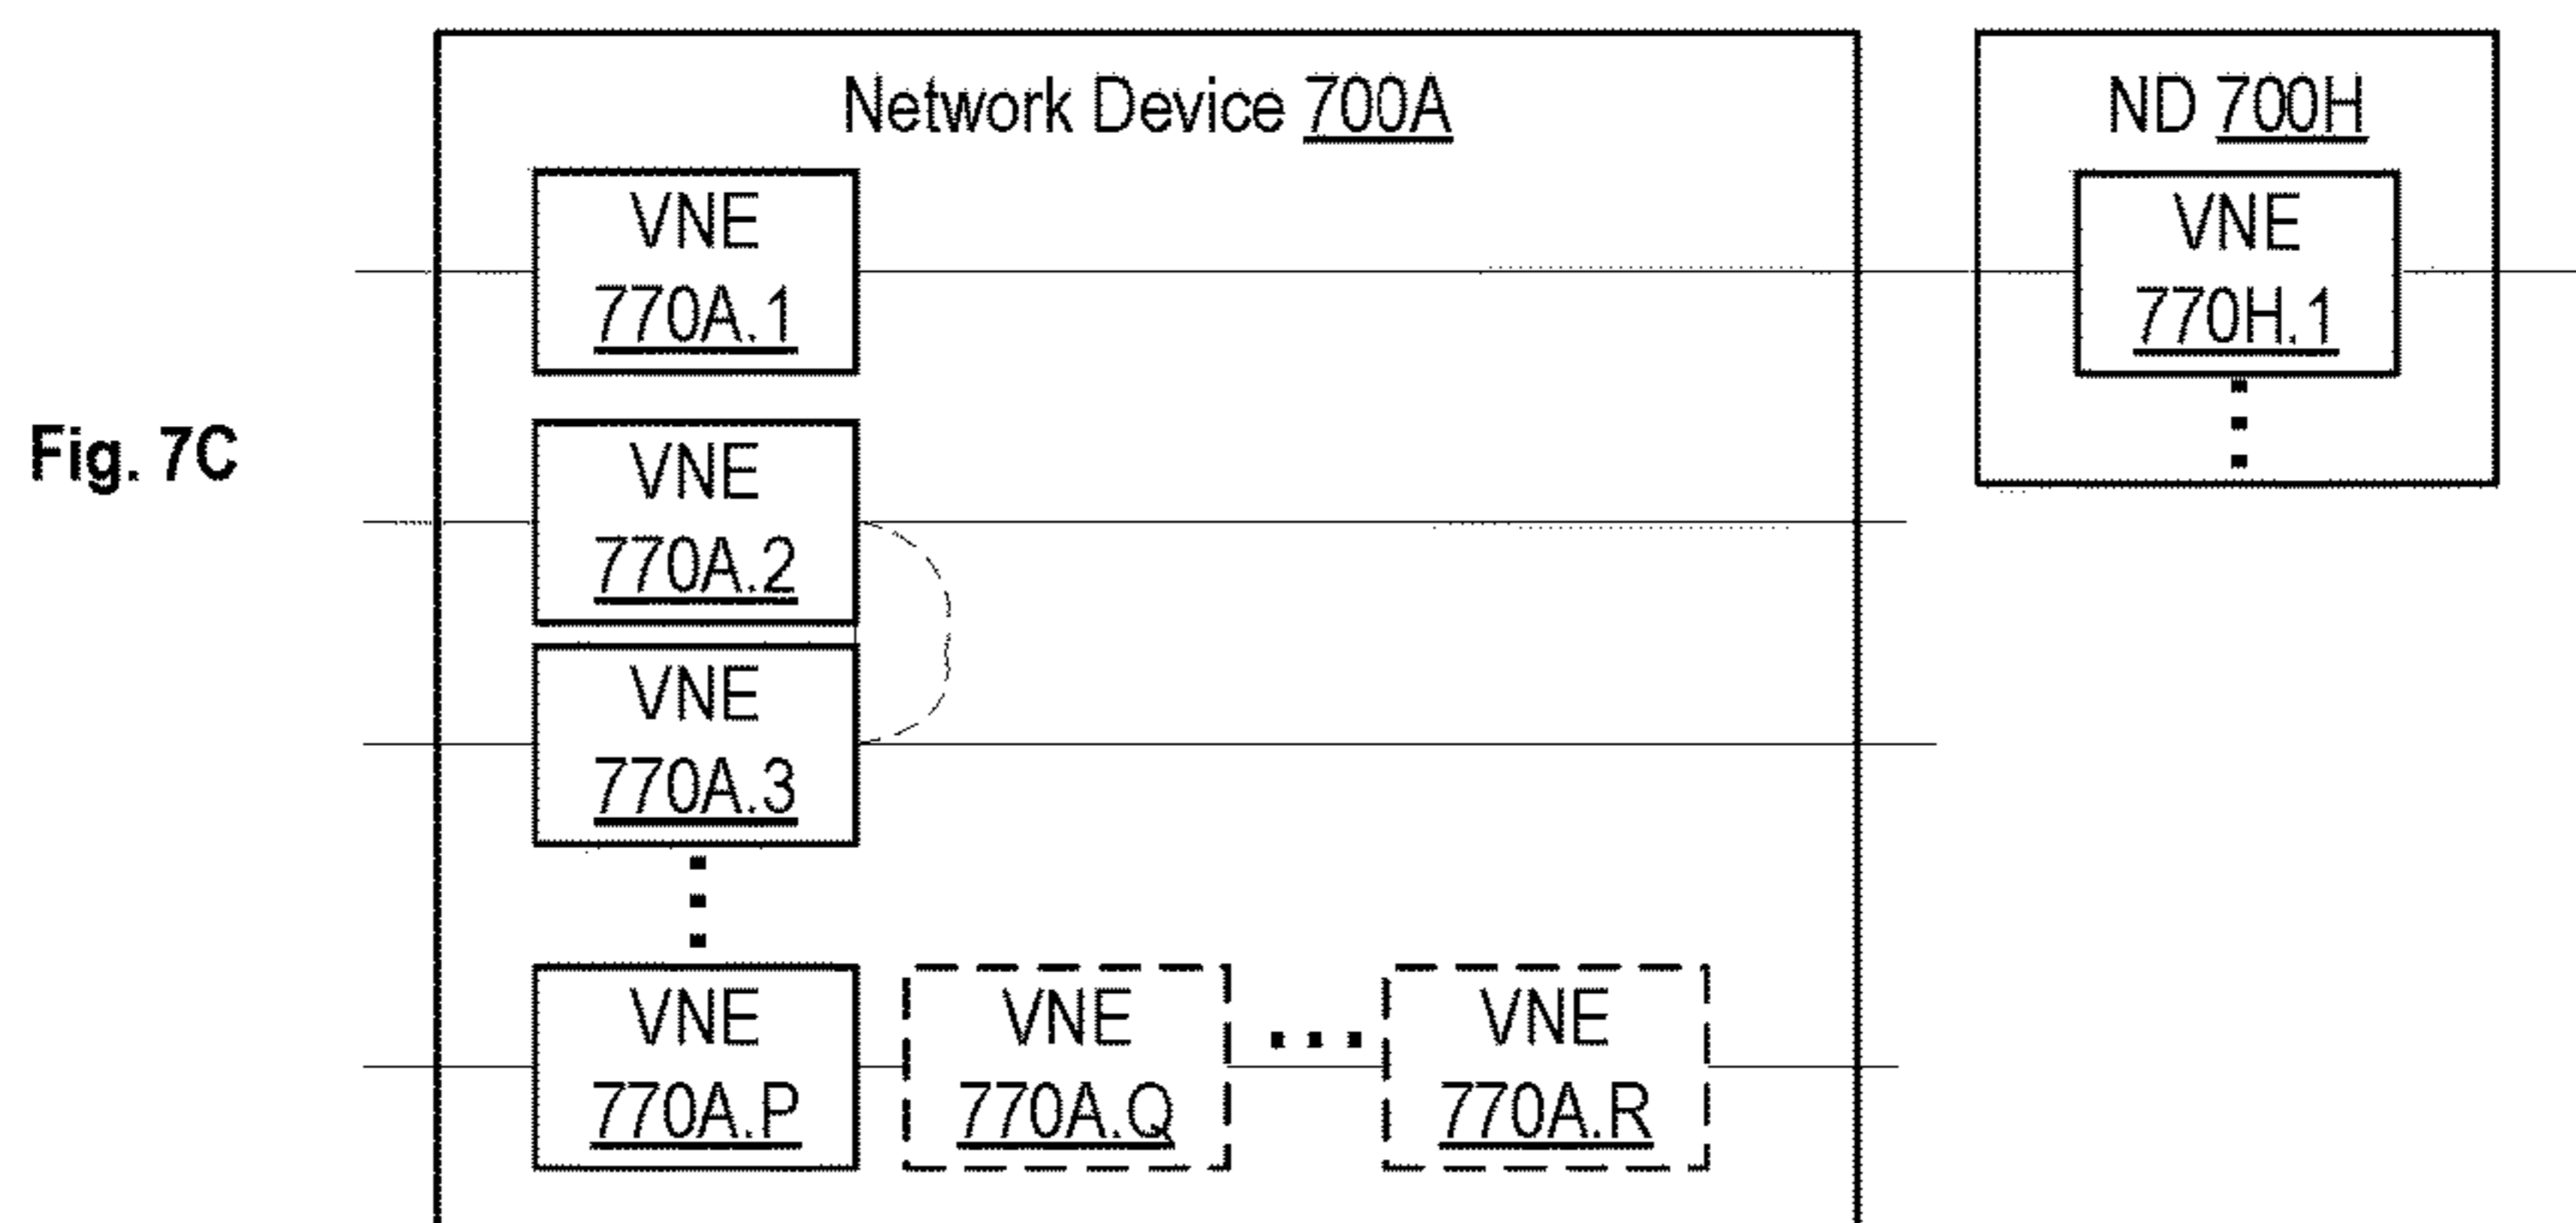 Network Device 700A
ND 700H
VNE
770A.1
VNE
770H.1
Fig. 7C
VNE
770A.2
VNE
770A.3
VNE
770A.P
VNE
770A.Q
VNE
770A.R